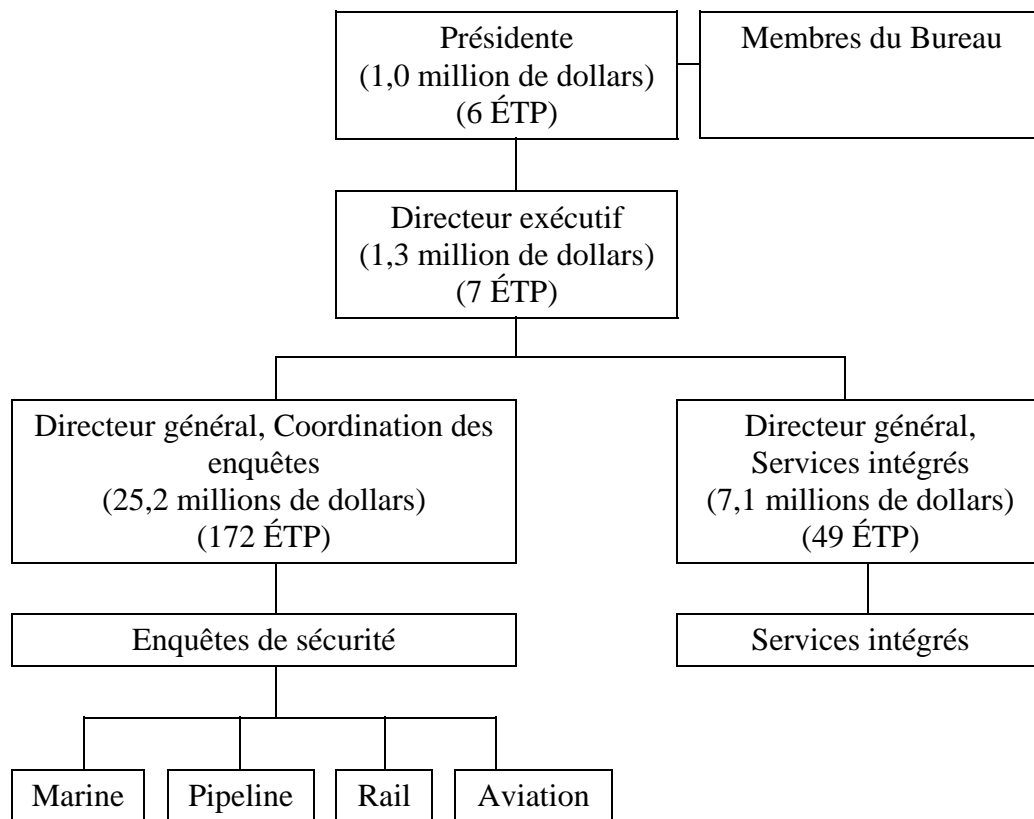 Présidente
(1,0 million de dollars)
(6 ÉTP)
Membres du Bureau
Directeur exécutif
(1,3 million de dollars)
(7 ÉTP)
Directeur général, Coordination des
enquêtes
(25,2 millions de dollars)
(172 ÉTP)
Directeur général,
Services intégrés
(7,1 millions de dollars)
(49 ÉTP)
Enquêtes de sécurité
Services intégrés
Marine
Pipeline
Rail
Aviation